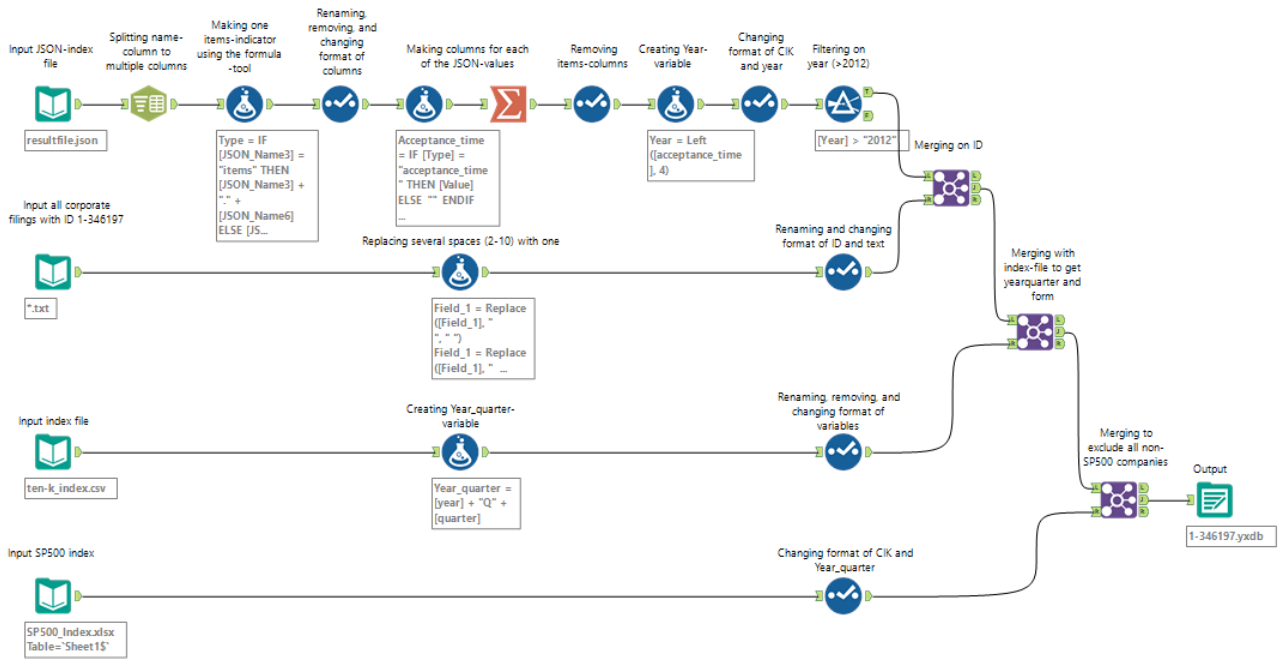 Input JSON-index
file
Splitting name-
column to
multiple columns
Making one
items-indicator
using the formula
-tool
Renaming,
removing, and
changing
format of
columns
Making columns for each
of the JSON-values
Removing
items-columns
Creating Year-
variable
Changing
format of CIK
and year
Filtering on
year (>2012)
T
F
resultfile.json
Type = IF
[JSON_Name3] =
"items" THEN
[JSON_Name3] +
"." +
[JSON_Name6]
ELSE [JS...
Acceptance_time
= IF [Type] =
"acceptance_time
" THEN [Value]
ELSE "" ENDIF
...
Year = Left
([acceptance_time
], 4)
[Year] > "2012"
Merging on ID
L
R
L
J
R
Input all corporate
filings with ID 1-346197
Replacing several spaces (2-10) with one
Renaming and changing
format of ID and text
*.txt
Field_1 = Replace
([Field_1], "
", " ")
Field_1 = Replace
([Field_1], " ...
Merging with
index-file to get
yearquarter and
form
L
R
L
J
R
Input index file
Creating Year_quarter-
variable
Renaming, removing, and
changing format of
variables
ten-k_index.csv
Year_quarter =
[year] + "Q" +
[quarter]
Merging to
exclude all non-
SP500 companies
L
R
L
J
R
Output
1-346197.yxdb
Input SP500 index
Changing format of CIK and
Year_quarter
SP500_Index.xlsx
Table=`Sheet1$`